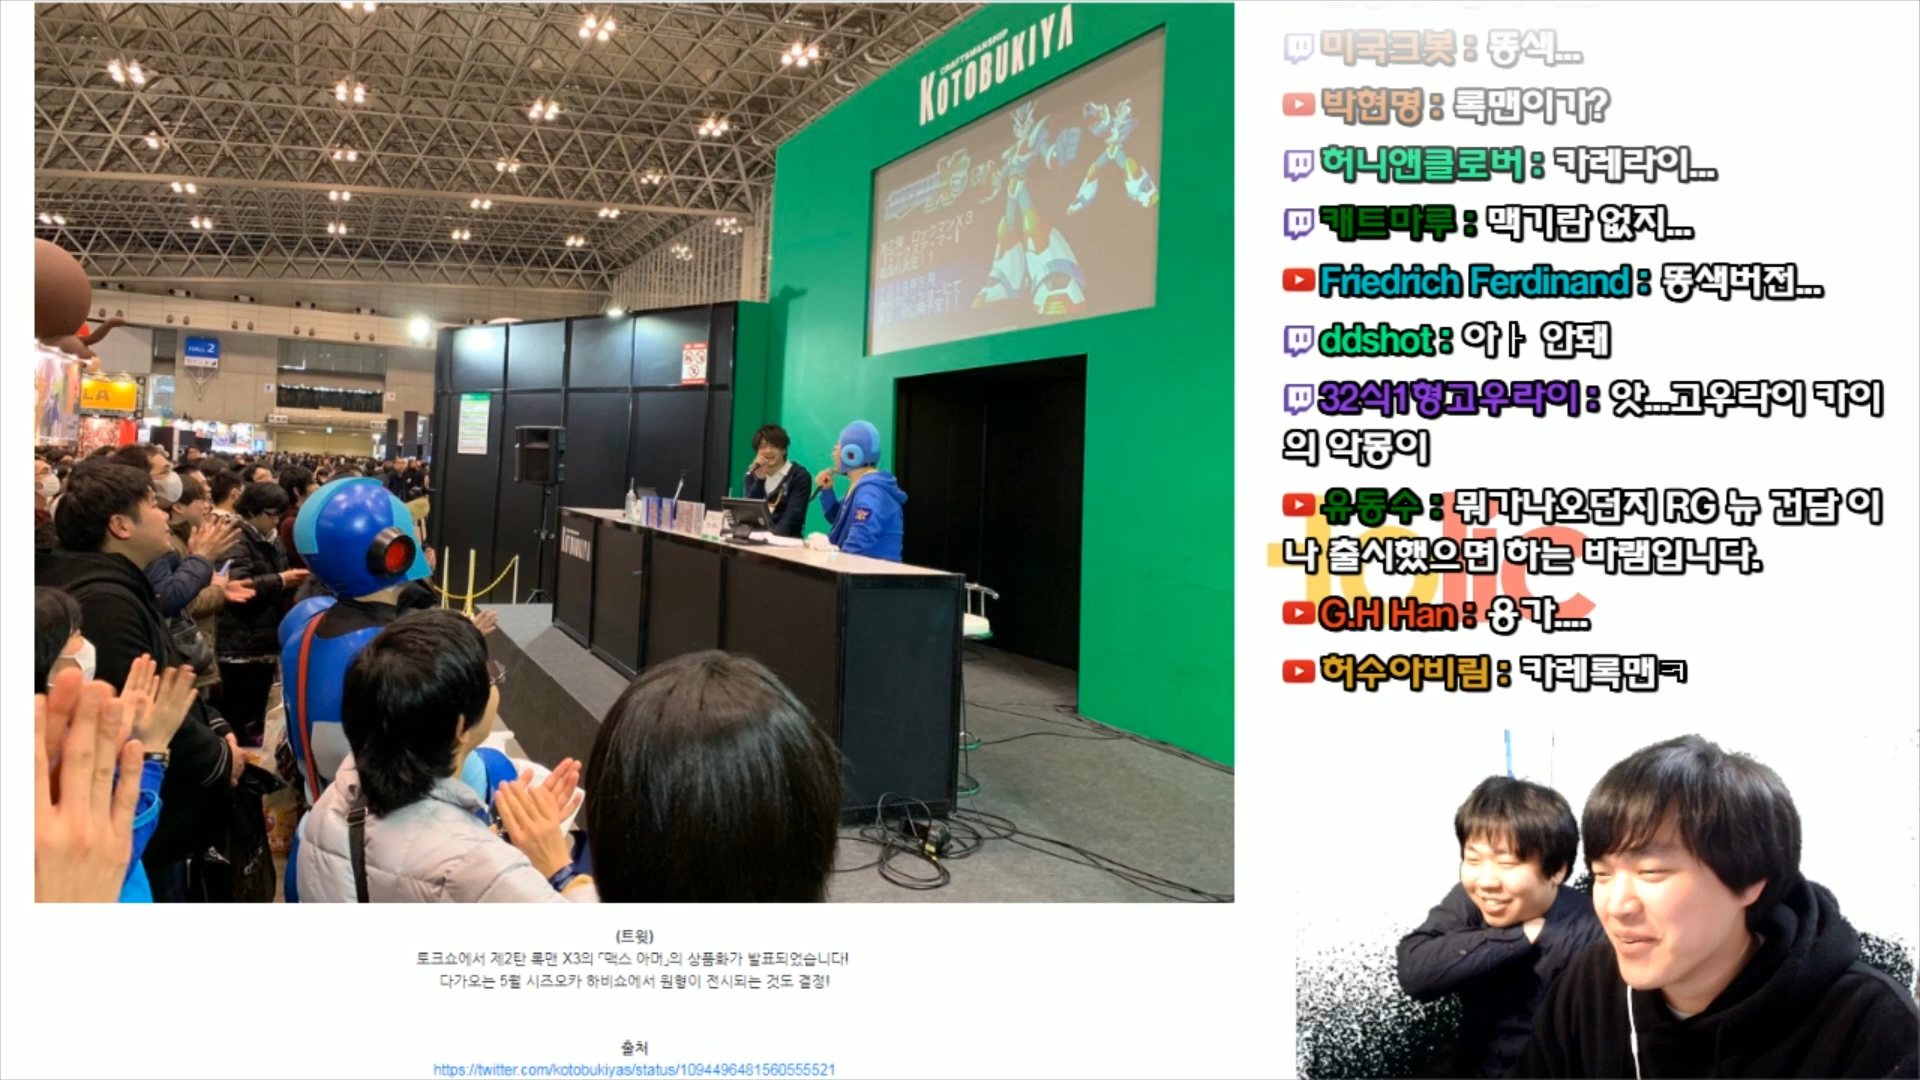 CRAFTSMANSHIP
KOTOBUKIYA
HALL 2
LA
KOTOBUKIYA
(트윗)
토크쇼에서 제2탄 록맨 X3의 「맥스 아머」의 상품화가 발표되었습니다!
다가오는 5월 시즈오카 하비쇼에서 원형이 전시되는 것도 결정!
출처
https://twitter.com/kotobukiyas/status/1094496481560555521
미국크봇 : 똥색...
박현명 : 록맨이가?
허니앤클로버 : 카레라이...
캐트마루 : 맥기란 없지...
Friedrich Ferdinand : 똥색버전...
ddshot : 아ㅏ 안돼
32식1형고우라이 : 앗...고우라이 카이
의 악몽이
유동수 : 뭐가나오던지 RG 뉴 건담 이
나 출시했으면 하는 바램입니다.
G.H Han : 용가....
허수아비림 : 카레록맨ㅋ